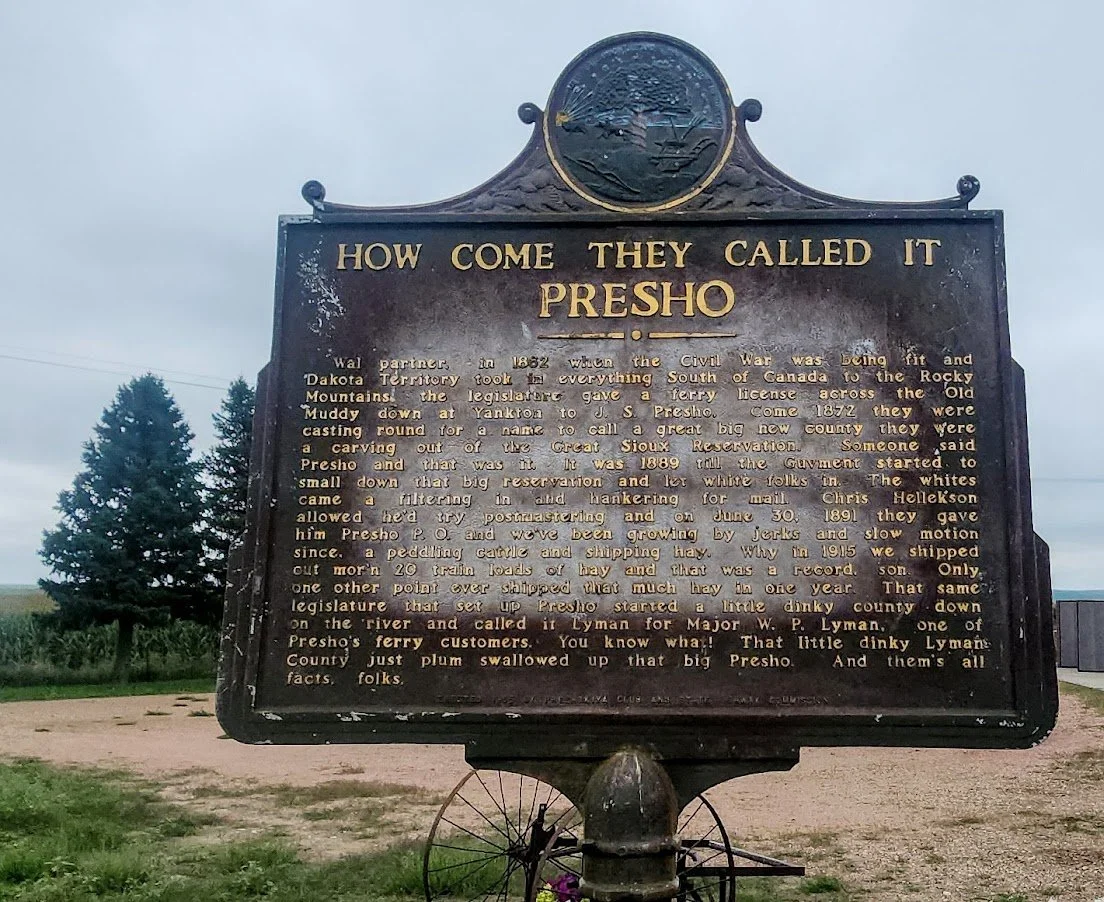 HOW COME THEY CALLED IT
PRESHO
Wal partner, in 1862 when the Civil War was being fit and
Dakota Territory took in everything South of Canada to the Rocky
Mountains, the legislature gave a ferry license across the Old
Muddy down at Yankton to J. S. Presho. Come 1872 they were
casting round for a name to call a great big new county they were
a carving out of the Great Sioux Reservation. Someone said
Presho and that was it. It was 1889 till the Guvment started to
small down that big reservation and let white folks in. The whites
came a filtering in and hankering for mail. Chris Hellekson
allowed he'd try postmastering and on June 30, 1891 they gave
him Presho P.O. and we've been growing by jerks and slow motion
since, a peddling cattle and shipping hay. Why in 1915 we shipped
out mor'n 20 train loads of hay and that was a record, son. Only
one other point ever shipped that much hay in one year. That same
legislature that set up Presho started a little dinky county down
on the river and called it Lyman for Major W. P. Lyman, one of
Presho's ferry customers. You know what! That little dinky Lyman
County just plum swallowed up that big Presho. And them's all
facts, folks.
CLUB AND